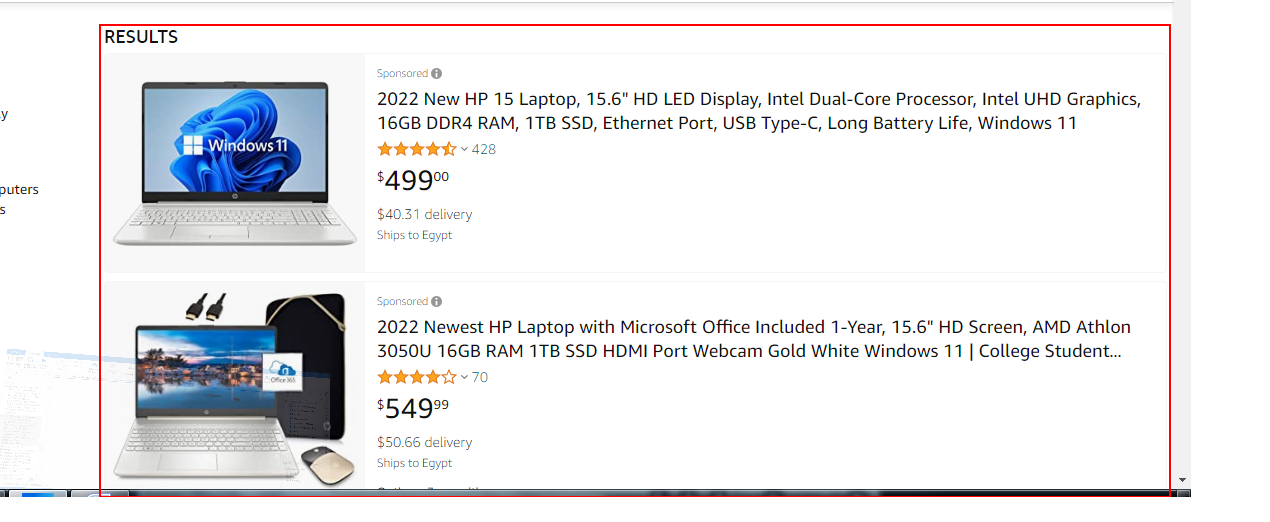 RESULTS
Sponsored
2022 New HP 15 Laptop, 15.6" HD LED Display, Intel Dual-Core Processor, Intel UHD Graphics,
16GB DDR4 RAM, 1TB SSD, Ethernet Port, USB Type-C, Long Battery Life, Windows 11
428
$499.00
$40.31 delivery
Ships to Egypt
Windows 11
puters
Sponsored
2022 Newest HP Laptop with Microsoft Office Included 1-Year, 15.6" HD Screen, AMD Athlon
3050U 16GB RAM 1TB SSD HDMI Port Webcam Gold White Windows 11 | College Student...
70
$549.99
$50.66 delivery
Ships to Egypt
Office 365